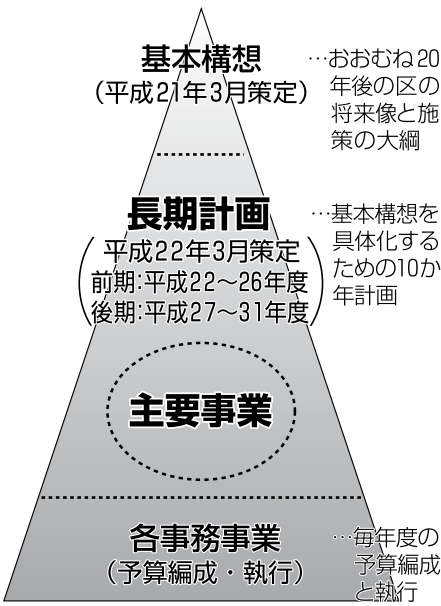 基本構想
（平成21年3月策定）
…おおむね20
年後の区の
将来像と施
策の大綱
長期計画
（平成22年3月策定
前期：平成22～26年度
後期：平成27～31年度）
…基本構想を
具体化する
ための10か
年計画
主要事業
各事務事業
（予算編成・執行）
…毎年度の
予算編成
と執行